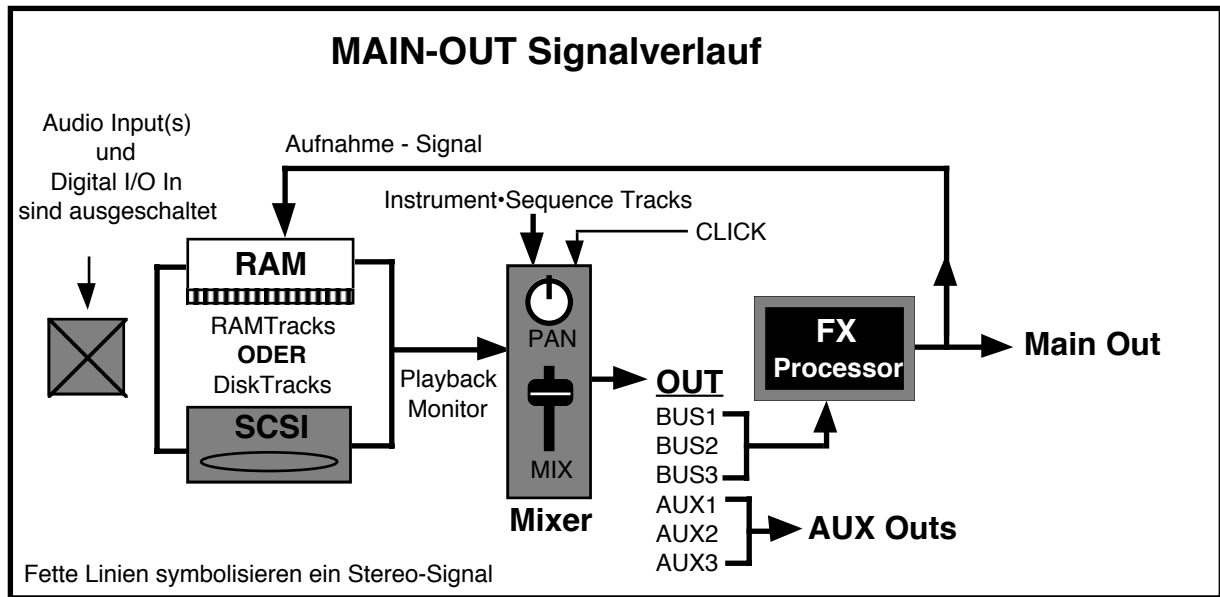 MAIN-OUT Signalverlauf
Audio Input(s)
und
Digital I/O In
sind ausgeschaltet
Aufnahme - Signal
Instrument•Sequence Tracks
CLICK
RAM
RAMTracks
ODER
DiskTracks
SCSI
Playback
Monitor
PAN
MIX
Mixer
OUT
BUS1
BUS2
BUS3
AUX1
AUX2
AUX3
FX
Processor
Main Out
AUX Outs
Fette Linien symbolisieren ein Stereo-Signal